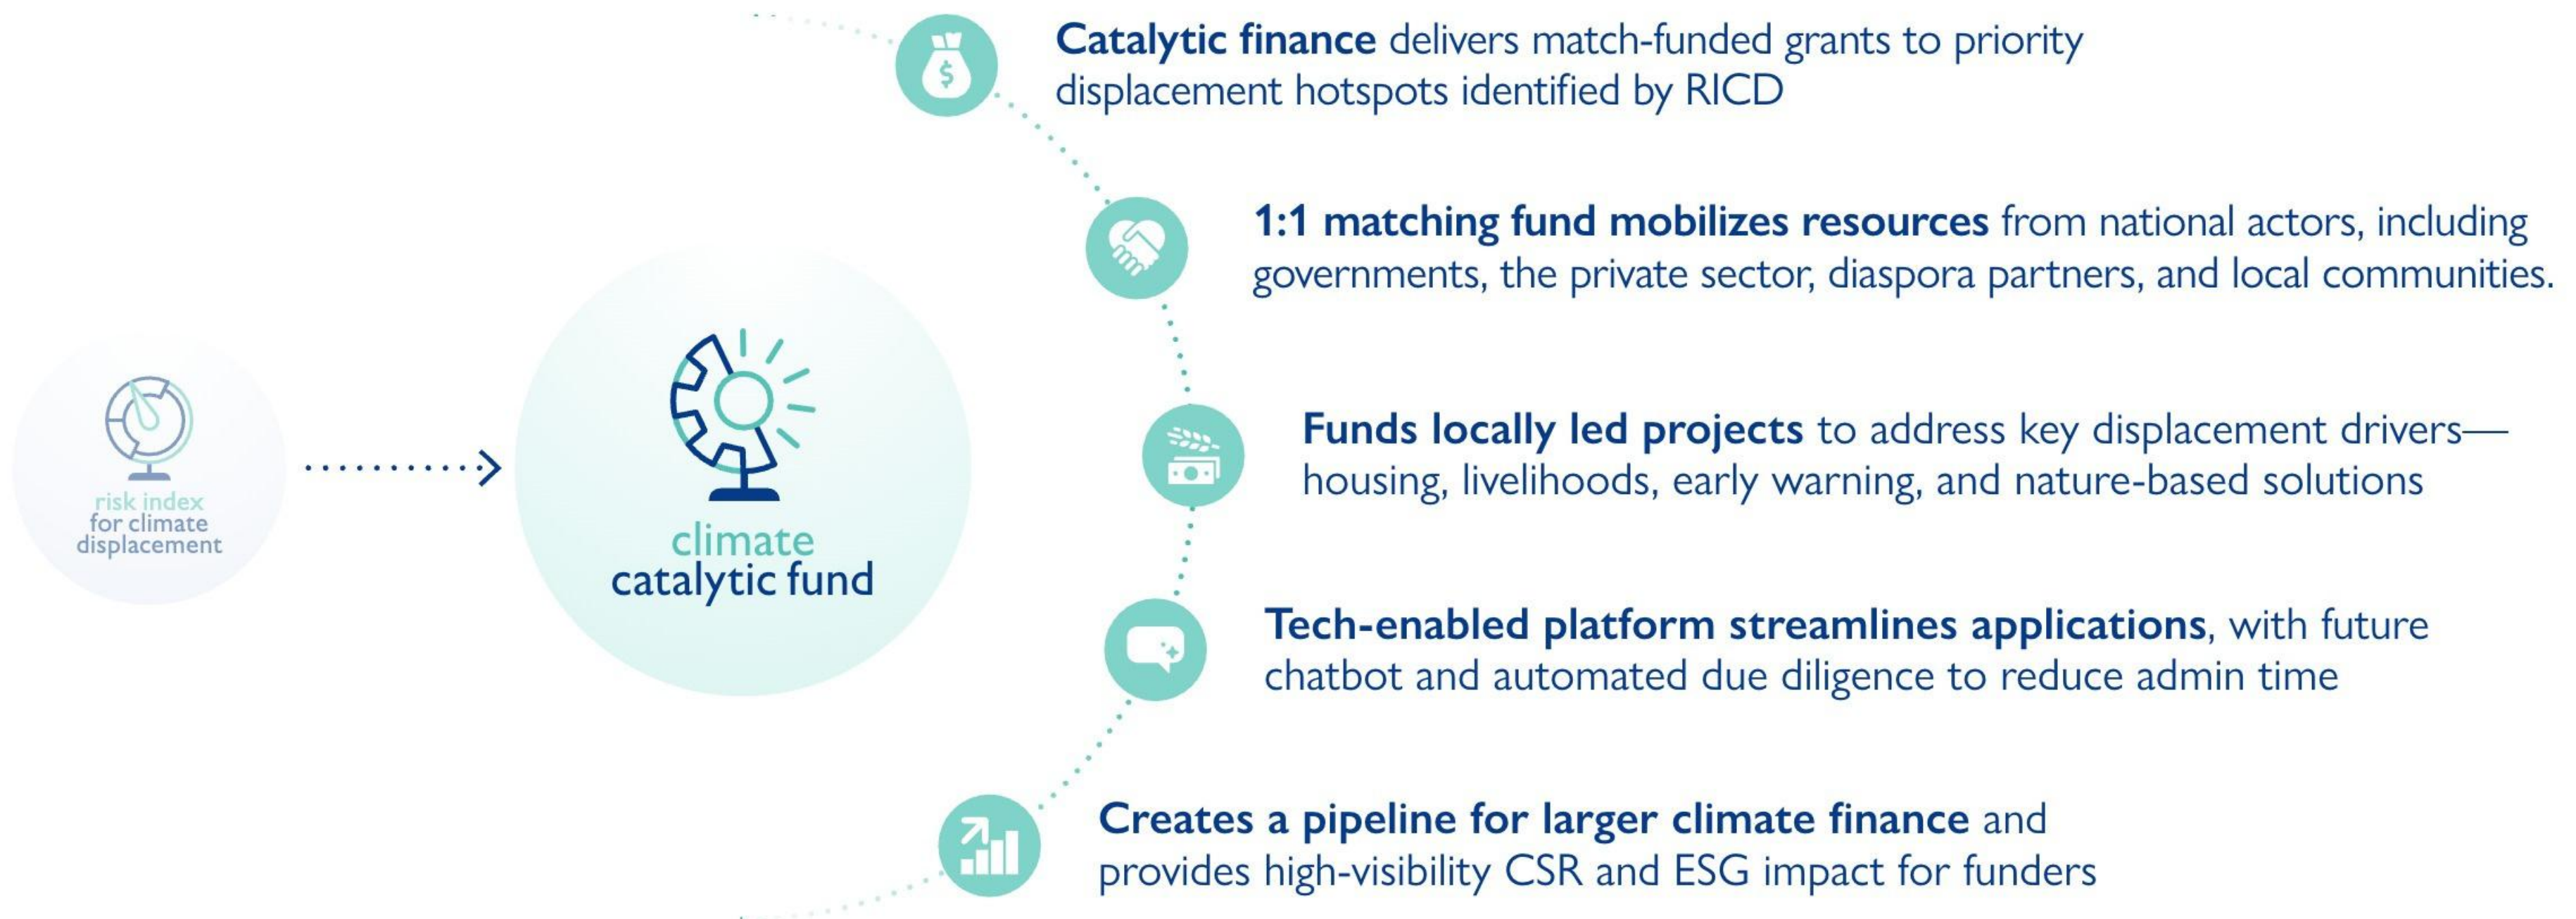 risk index
for climate
displacement
climate
catalytic fund
Catalytic finance delivers match-funded grants to priority
displacement hotspots identified by RICD
1:1 matching fund mobilizes resources from national actors, including
governments, the private sector, diaspora partners, and local communities.
Funds locally led projects to address key displacement drivers—
housing, livelihoods, early warning, and nature-based solutions
Tech-enabled platform streamlines applications, with future
chatbot and automated due diligence to reduce admin time
Creates a pipeline for larger climate finance and
provides high-visibility CSR and ESG impact for funders